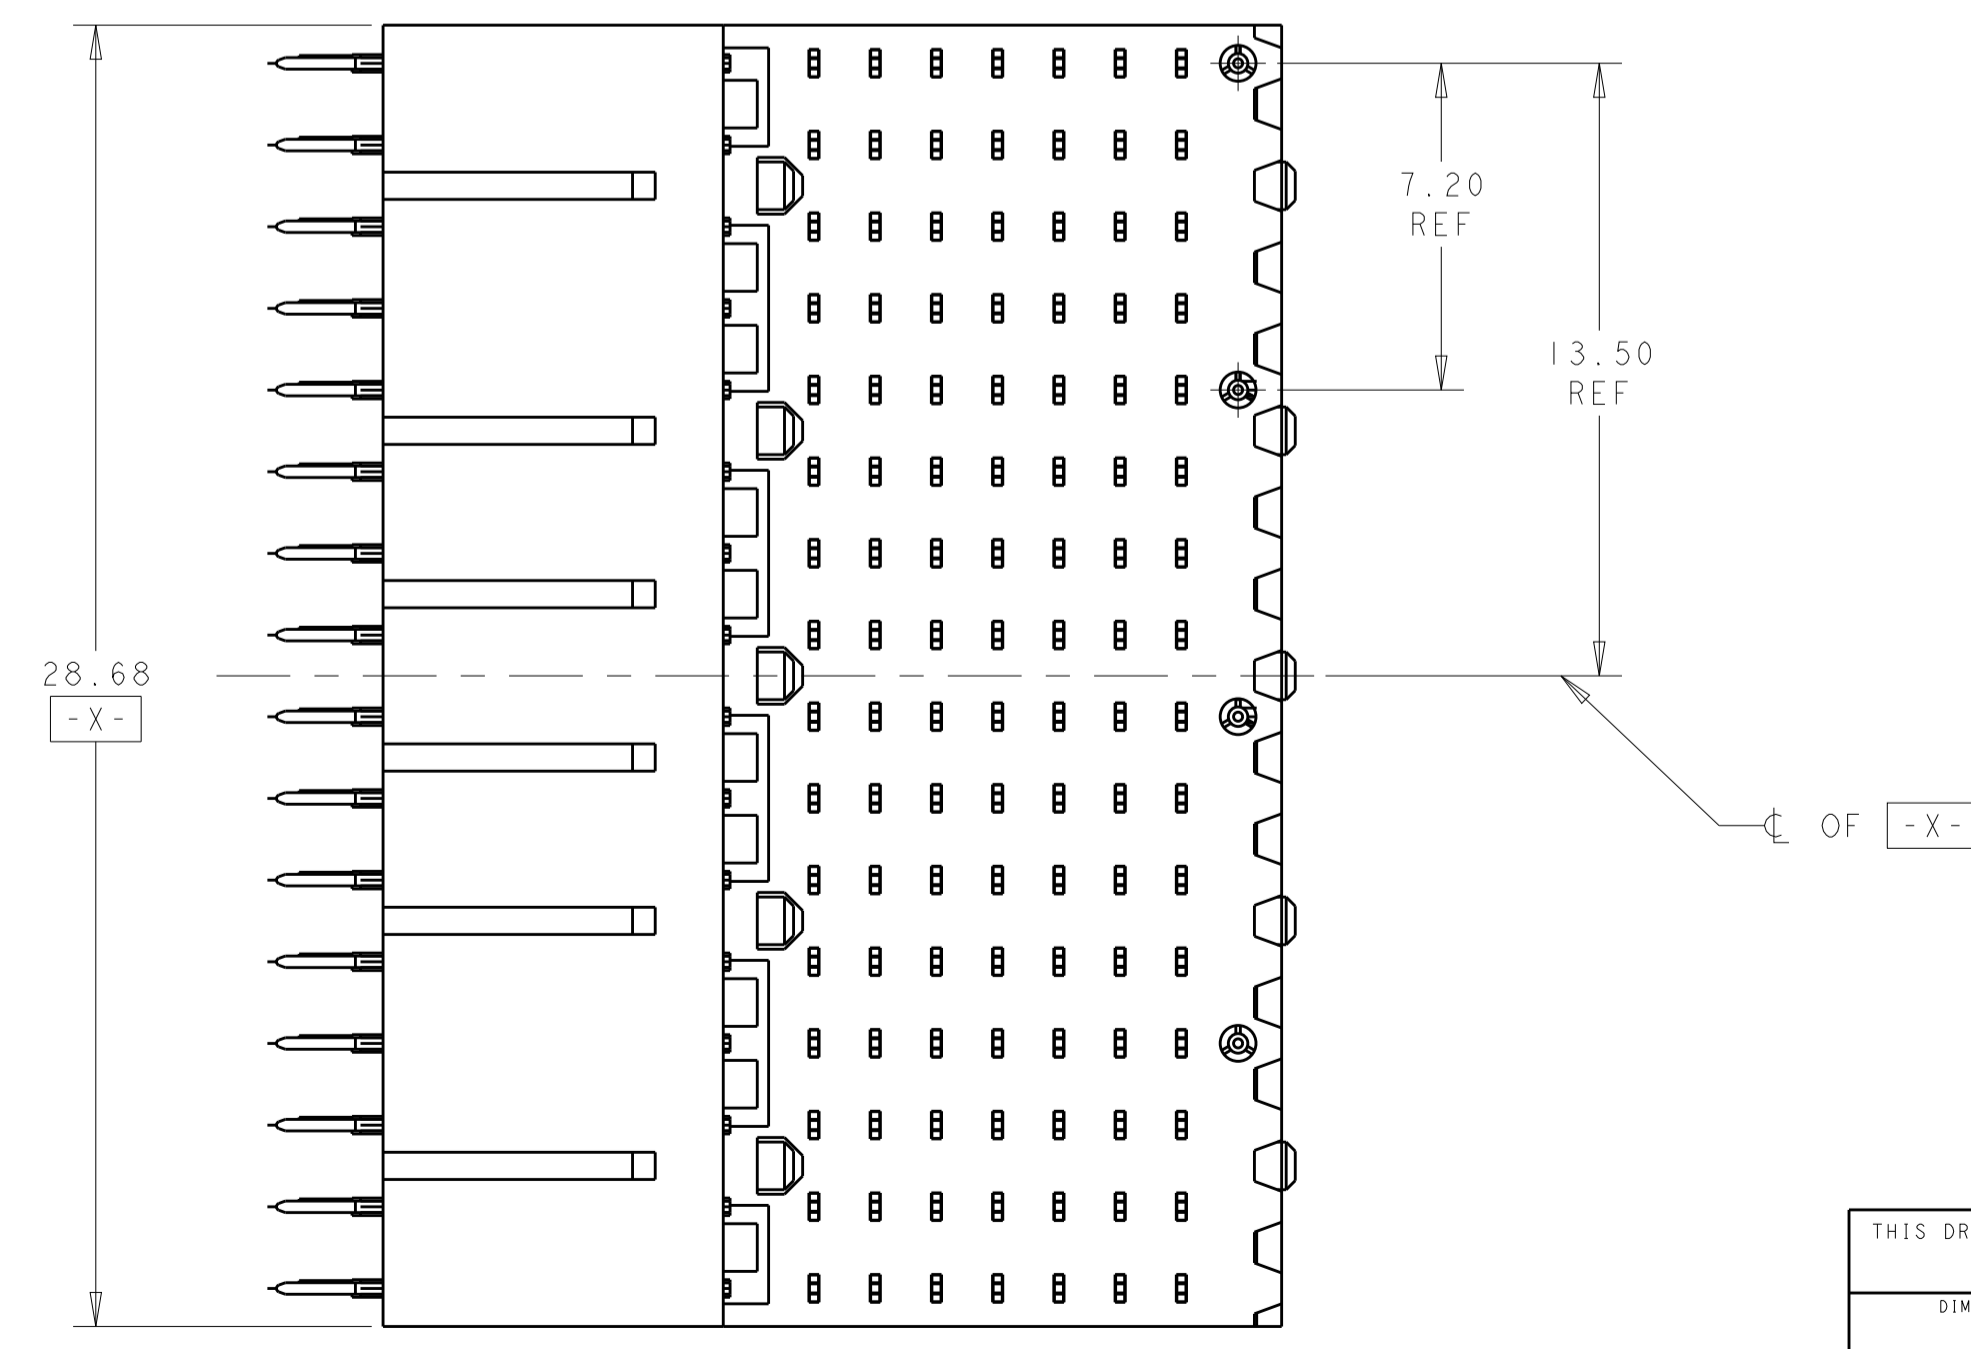 7.20
REF
13.50
REF
28.68
-X-
℄ OF -X-
THIS DR
DIM